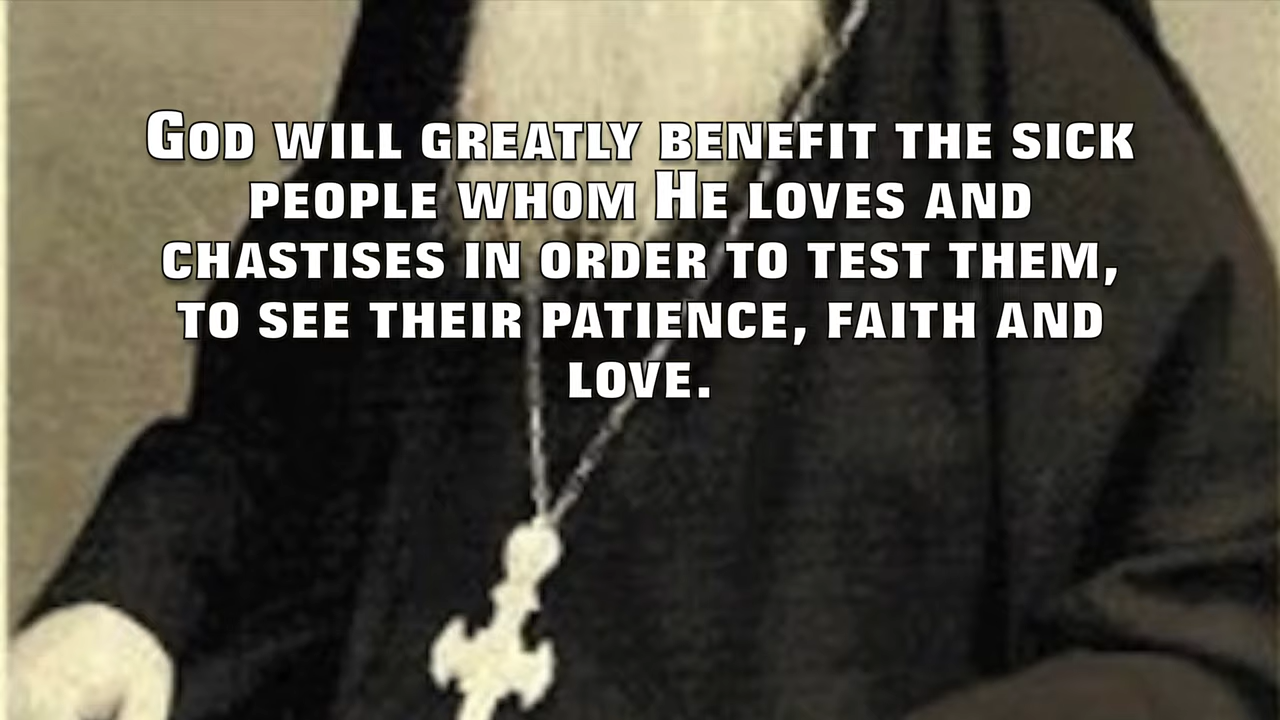 God will greatly benefit the sick
people whom He loves and
chastises in order to test them,
to see their patience, faith and
love.